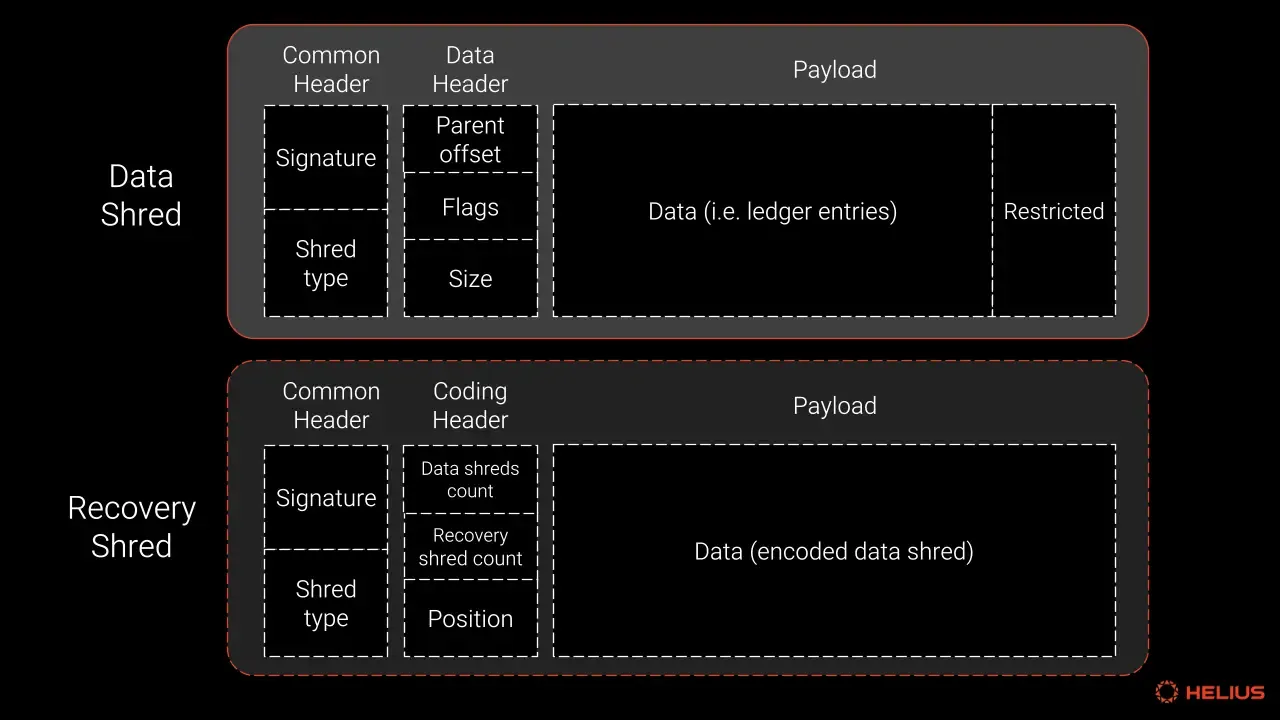 Common
Header
Data
Header
Payload
Data
Shred
Signature
Shred
type
Parent
offset
Flags
Size
Data (i.e. ledger entries)
Restricted
Common
Header
Coding
Header
Payload
Recovery
Shred
Signature
Shred
type
Data shreds
count
Recovery
shred count
Position
Data (encoded data shred)
HELIUS